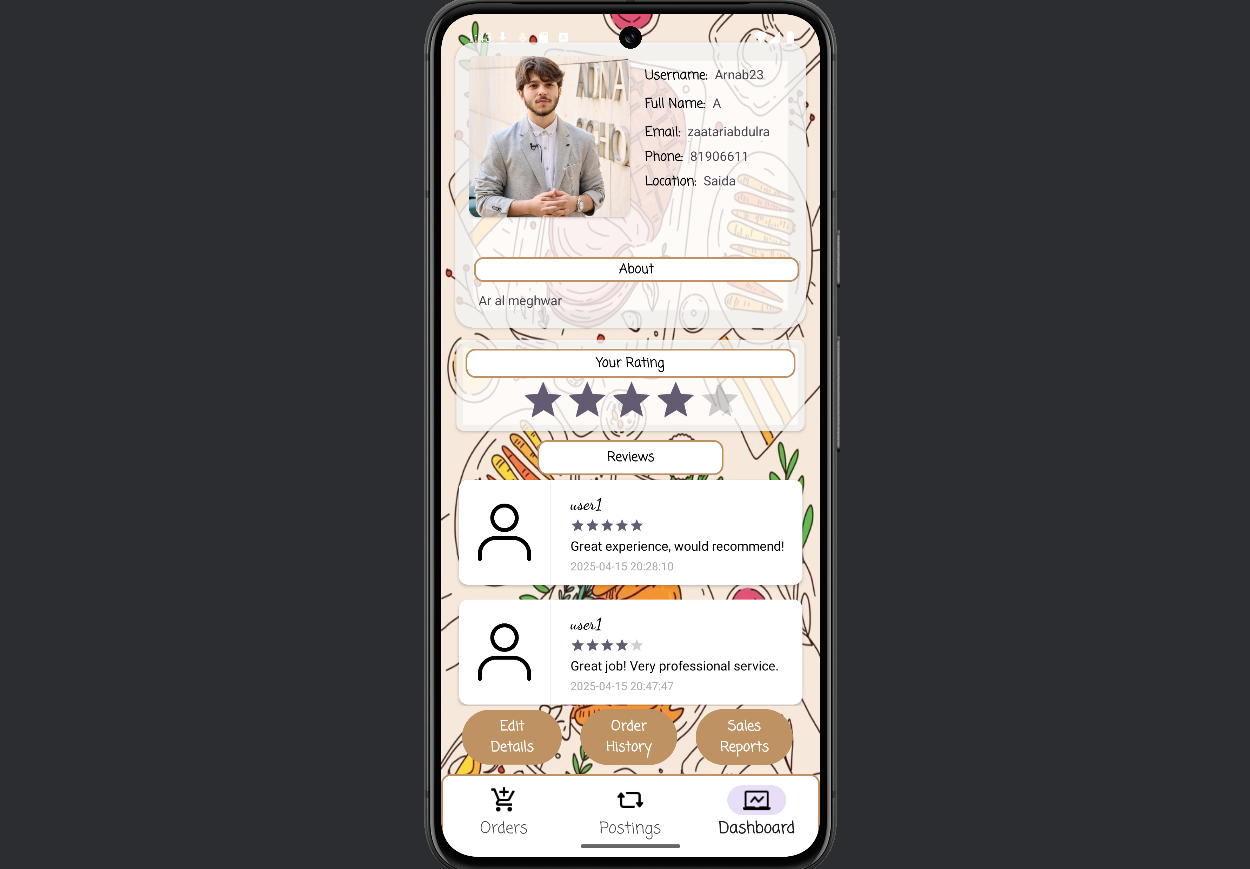 Username: Arnab23
Full Name: A
Email: zaatariabdulra
Phone: 81906611
Location: Saida
About
Ar al meghwar
Your Rating
Reviews
user1
Great experience, would recommend!
2025-04-15 20:28:10
user1
Great job! Very professional service.
2025-04-15 20:47:47
Edit
Details
Order
History
Sales
Reports
Orders
Postings
Dashboard